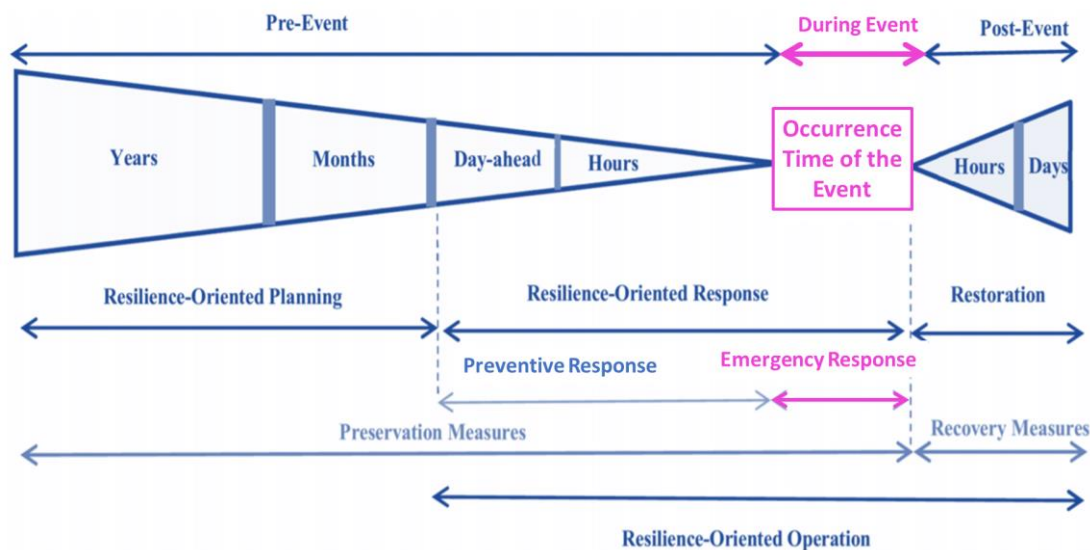 Pre-Event
During Event
Post-Event
Years
Months
Day-ahead
Hours
Occurrence
Time of the
Event
Hours
Days
Resilience-Oriented Planning
Resilience-Oriented Response
Restoration
Preventive Response
Emergency Response
Preservation Measures
Recovery Measures
Resilience-Oriented Operation